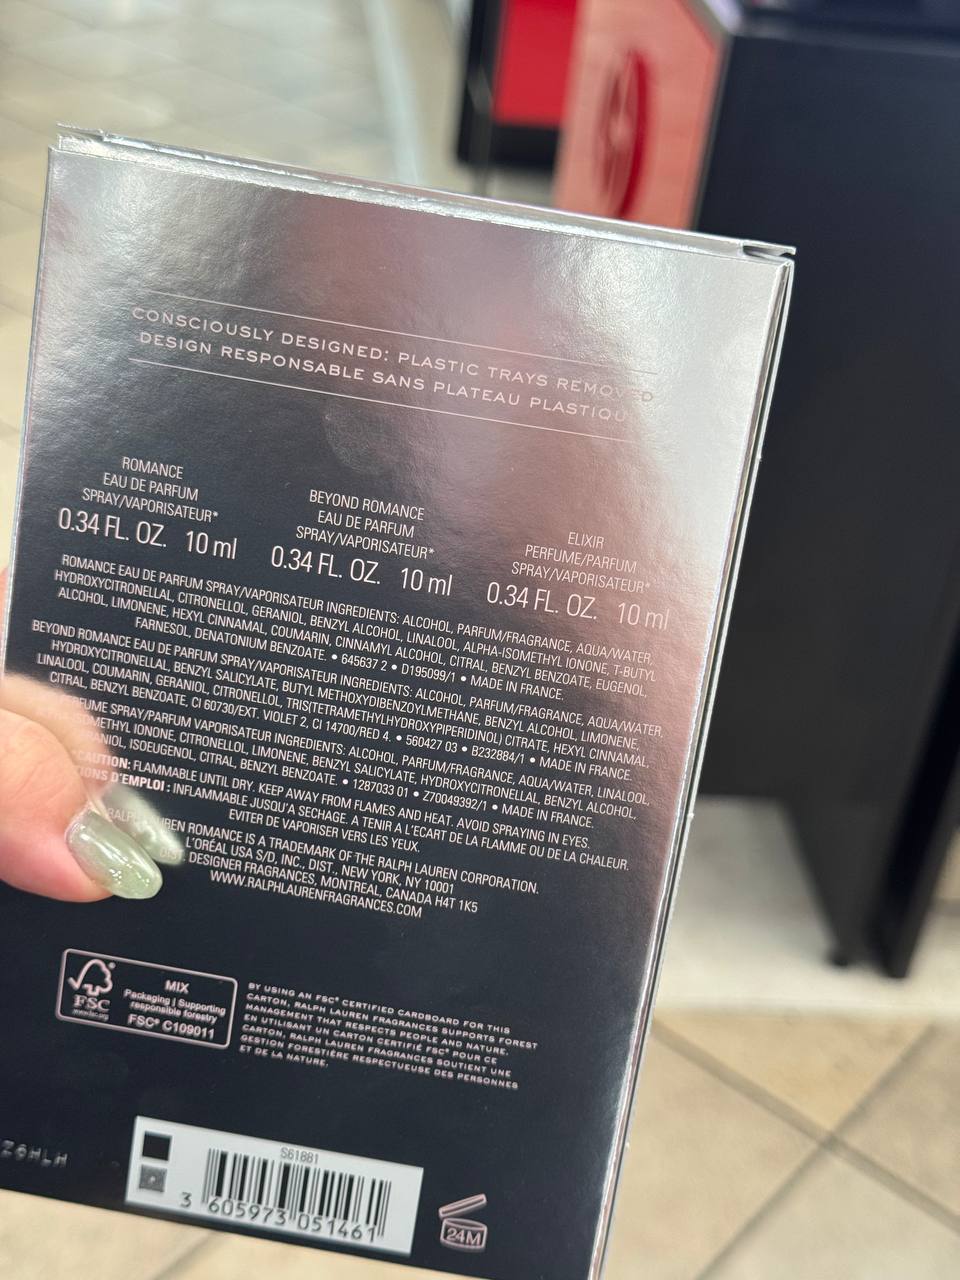 CONSCIOUSLY DESIGNED: PLASTIC TRAYS REMOVED
DESIGN RESPONSABLE SANS PLATEAU PLASTIQU
ROMANCE
EAU DE PARFUM
SPRAY/VAPORISATEUR*
0.34 FL. OZ. 10 ml
BEYOND ROMANCE
EAU DE PARFUM
SPRAY/VAPORISATEUR*
0.34 FL. OZ. 10 ml
ELIXIR
PERFUME/PARFUM
SPRAY/VAPORISATEUR*
0.34 FL. OZ. 10 ml
ROMANCE EAU DE PARFUM SPRAY/VAPORISATEUR INGREDIENTS: ALCOHOL, PARFUM/FRAGRANCE, AQUA/WATER,
HYDROXYCITRONELLAL, CITRONELLOL, GERANIOL, BENZYL ALCOHOL, LINALOOL, ALPHA-ISOMETHYL IONONE, T-BUTYL
ALCOHOL, LIMONENE, HEXYL CINNAMAL, COUMARIN, CINNAMYL ALCOHOL, CITRAL, BENZYL BENZOATE, EUGENOL,
FARNESOL, DENATONIUM BENZOATE. • 645637 2 • D195099/1 • MADE IN FRANCE.
BEYOND ROMANCE EAU DE PARFUM SPRAY/VAPORISATEUR INGREDIENTS: ALCOHOL, PARFUM/FRAGRANCE, AQUA/WATER,
HYDROXYCITRONELLAL, BENZYL SALICYLATE, BUTYL METHOXYDIBENZOYLMETHANE, BENZYL ALCOHOL, LIMONENE,
LINALOOL, COUMARIN, GERANIOL, CITRONELLOL, TRIS(TETRAMETHYLHYDROXYPIPERIDINOL) CITRATE, HEXYL CINNAMAL,
CITRAL, BENZYL BENZOATE, CI 60730/EXT. VIOLET 2, CI 14700/RED 4. • 560427 03 • B232884/1 • MADE IN FRANCE.
PERFUME SPRAY/PARFUM VAPORISATEUR INGREDIENTS: ALCOHOL, PARFUM/FRAGRANCE, AQUA/WATER, LINALOOL,
ISOMETHYL IONONE, CITRONELLOL, LIMONENE, BENZYL SALICYLATE, HYDROXYCITRONELLAL, BENZYL ALCOHOL,
GERANIOL, ISOEUGENOL, CITRAL, BENZYL BENZOATE. • 1287033 01 • Z70049392/1 • MADE IN FRANCE.
CAUTION: FLAMMABLE UNTIL DRY. KEEP AWAY FROM FLAMES AND HEAT. AVOID SPRAYING IN EYES.
D'EMPLOI: INFLAMMABLE JUSQU'A SECHAGE. A TENIR A L'ECART DE LA FLAMME OU DE LA CHALEUR.
EVITER DE VAPORISER VERS LES YEUX.
RALPH LAUREN ROMANCE IS A TRADEMARK OF THE RALPH LAUREN CORPORATION.
L'ORÉAL USA S/D, INC., DIST., NEW YORK, NY 10001
DIST. DESIGNER FRAGRANCES, MONTREAL, CANADA H4T 1K5
WWW.RALPHLAURENFRAGRANCES.COM
FSC
www.fsc.org
MIX
Packaging | Supporting
responsible forestry
FSC® C109011
BY USING AN FSC® CERTIFIED CARDBOARD FOR THIS
CARTON, RALPH LAUREN FRAGRANCES SUPPORTS FOREST
MANAGEMENT THAT RESPECTS PEOPLE AND NATURE.
EN UTILISANT UN CARTON CERTIFIÉ FSC® POUR CE
CARTON, RALPH LAUREN FRAGRANCES SOUTIENT UNE
GESTION FORESTIÈRE RESPECTUEUSE DES PERSONNES
ET DE LA NATURE.
S61881
3 605973 051461
24M